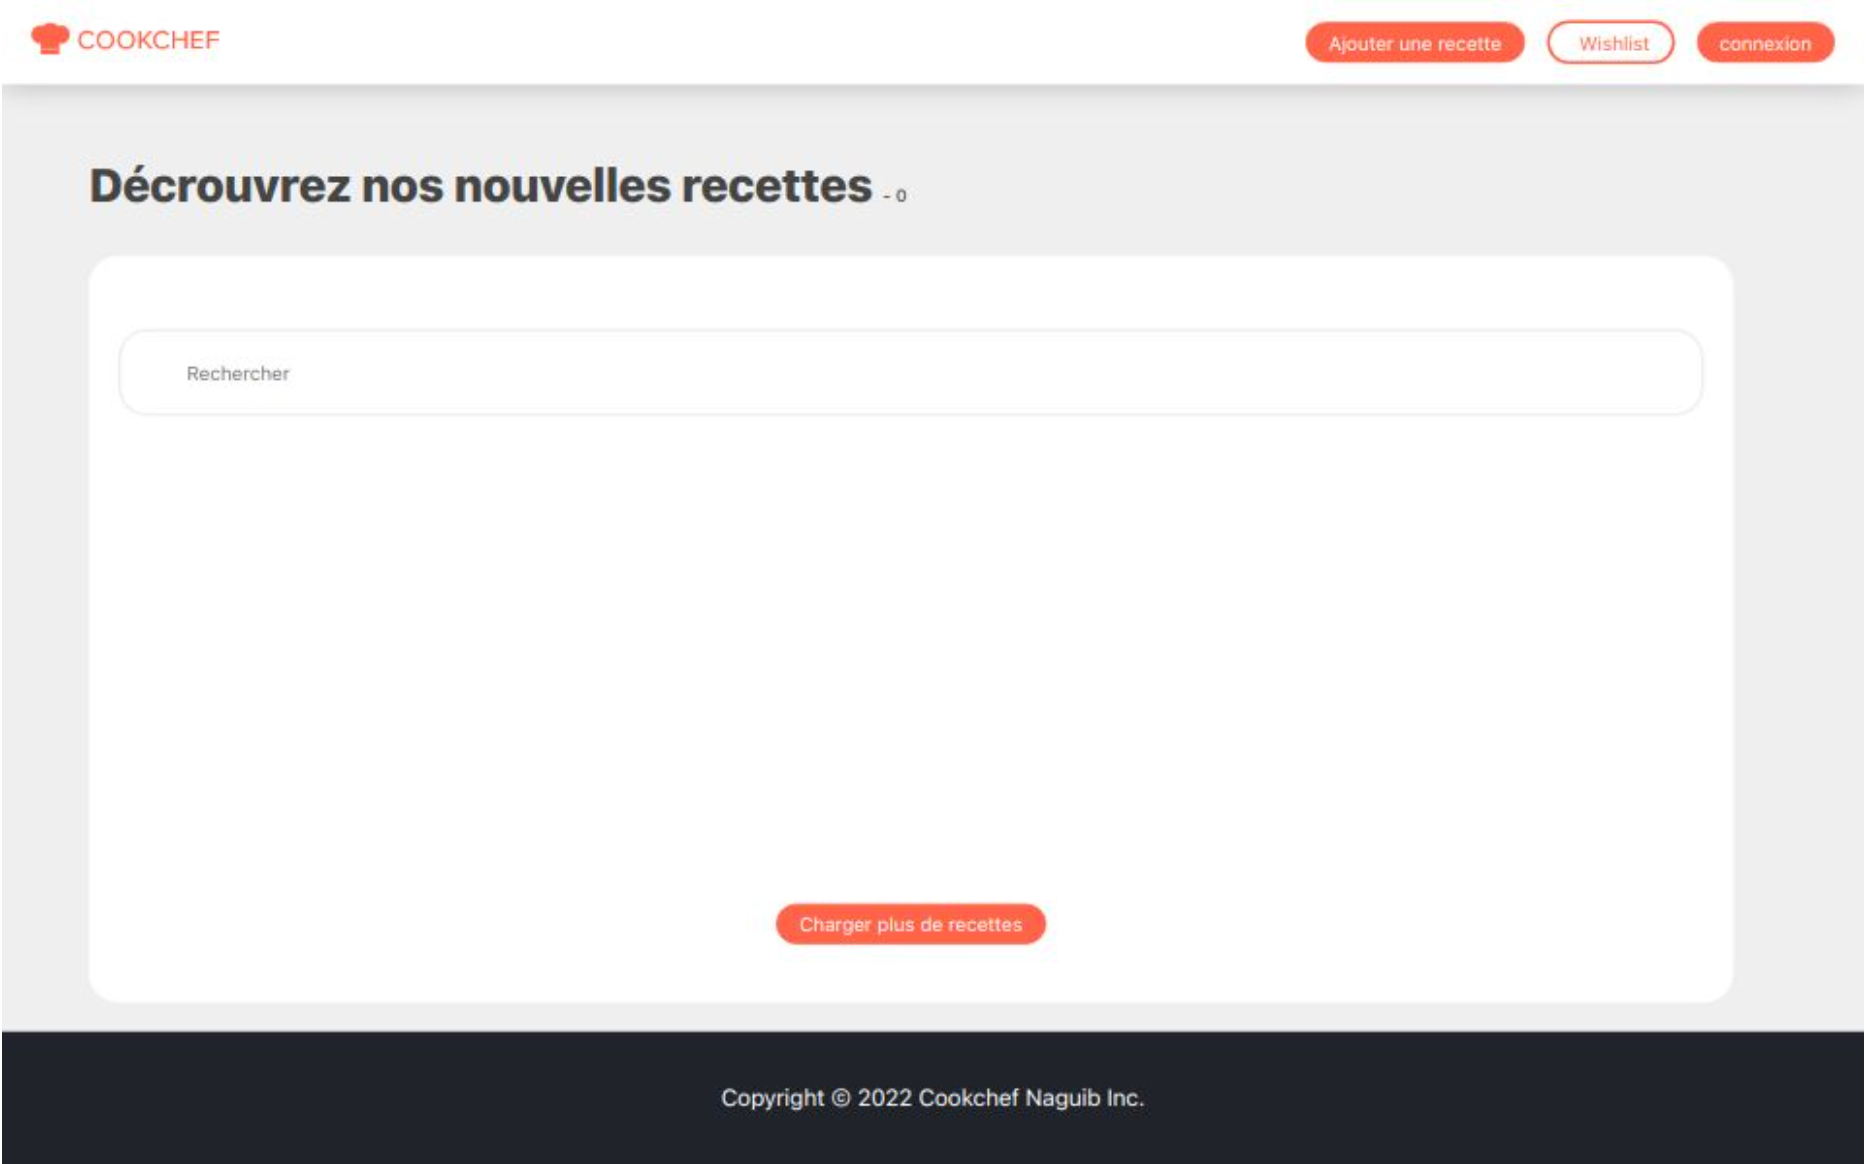 COOKCHEF
Ajouter une recette
Wishlist
connexion
Décrouvrez nos nouvelles recettes - 0
Rechercher
Charger plus de recettes
Copyright © 2022 Cookchef Naguib Inc.